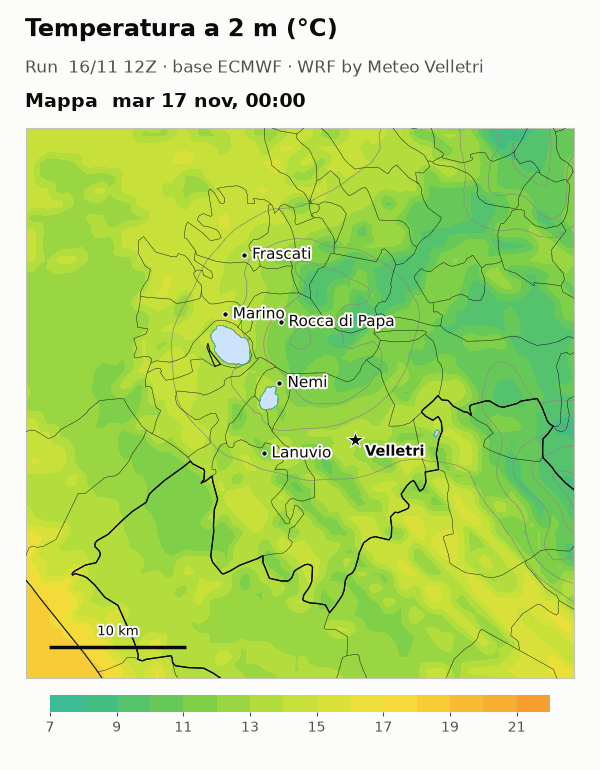 Temperatura a 2 m (°C)
Run  16/11 12Z · base ECMWF · WRF by Meteo Velletri
Mappa  mar 17 nov, 00:00
Frascati
Marino
Rocca di Papa
Nemi
Velletri
Lanuvio
10 km
7 9 11 13 15 17 19 21